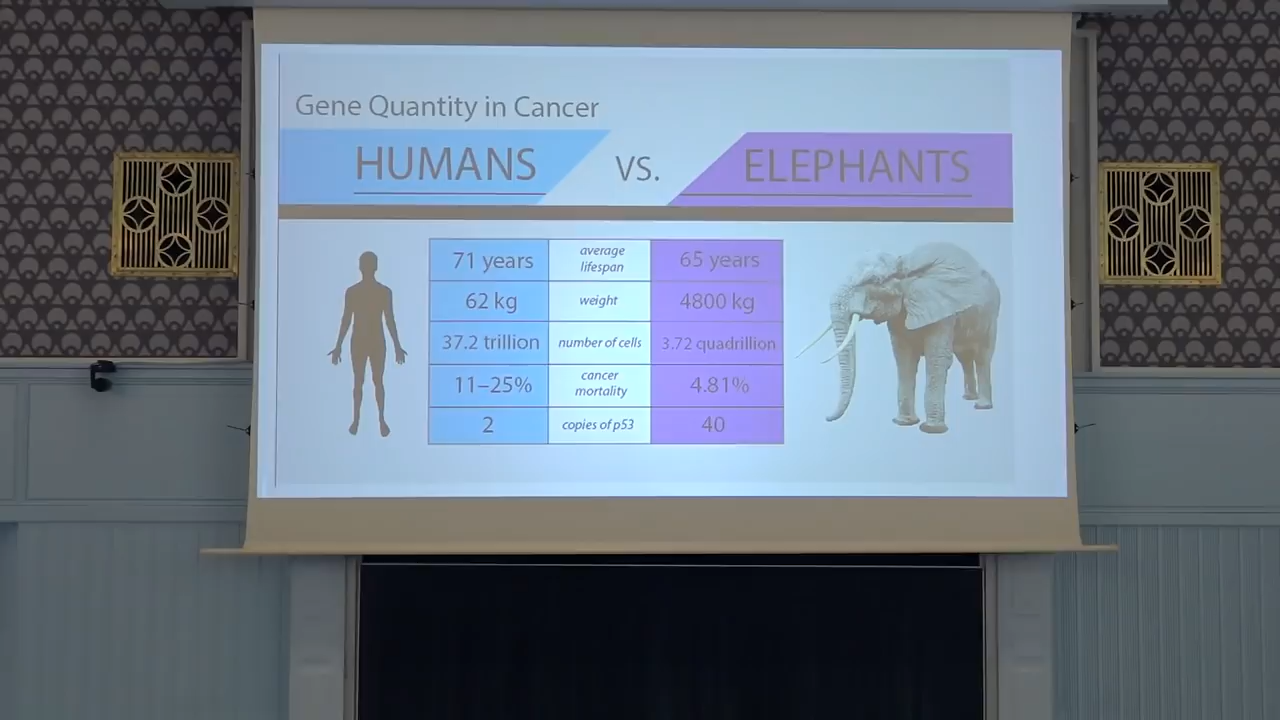 Gene Quantity in Cancer
HUMANS VS. ELEPHANTS
71 years average lifespan 65 years
62 kg weight 4800 kg
37.2 trillion number of cells 3.72 quadrillion
11–25% cancer mortality 4.81%
2 copies of p53 40